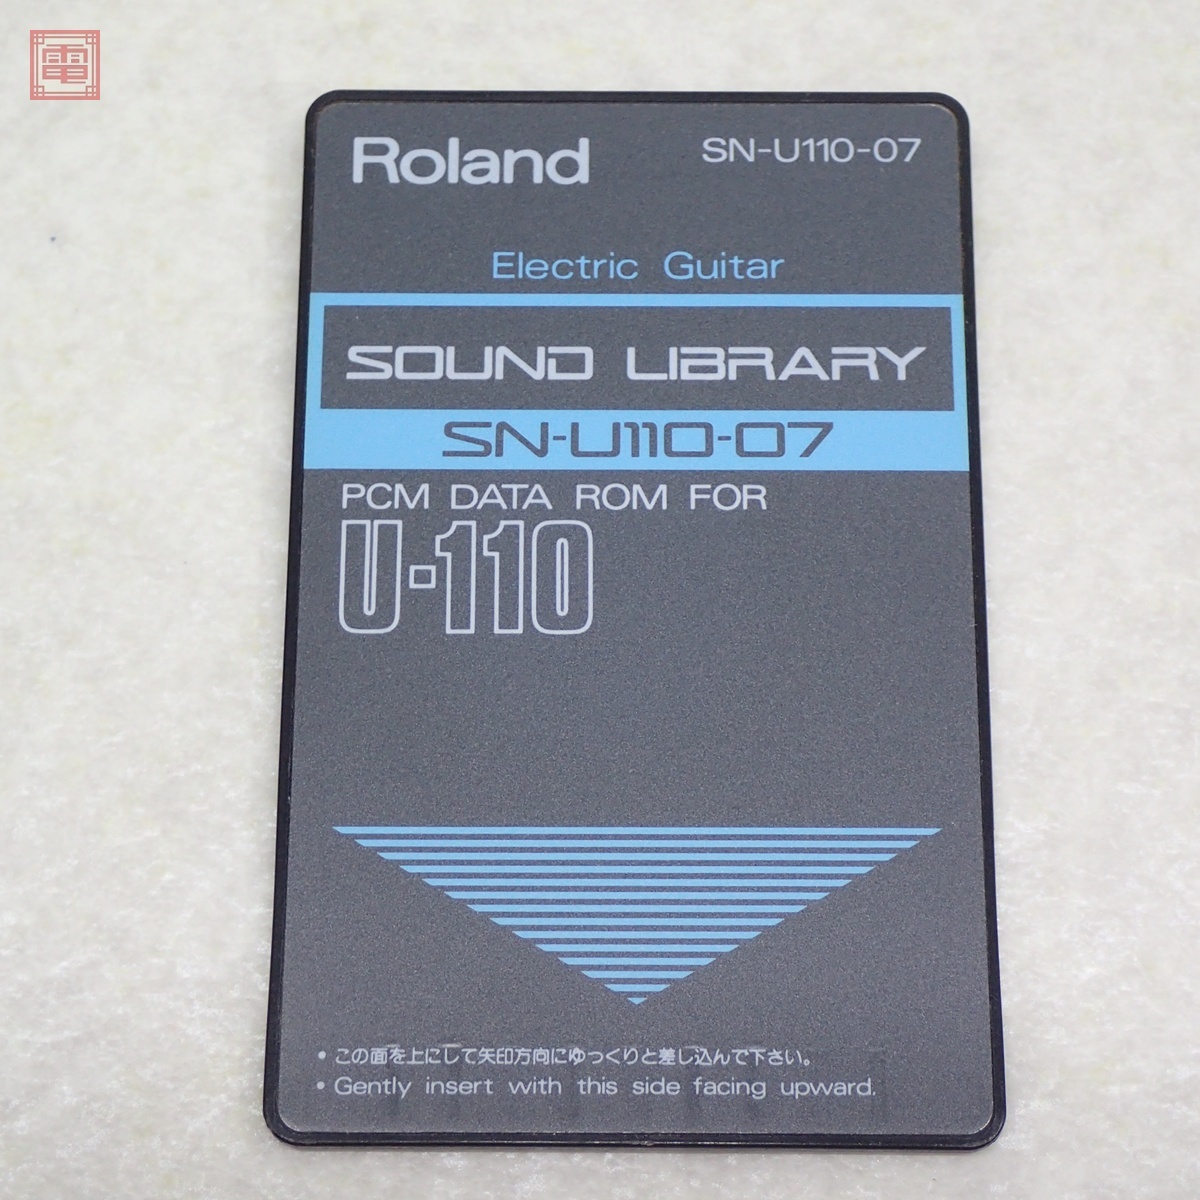 電
Roland
SN-U110-07
Electric Guitar
SOUND LIBRARY
SN-U110-07
PCM DATA ROM FOR
U-110
• この面を上にして矢印方向にゆっくりと差し込んで下さい。
• Gently insert with this side facing upward.